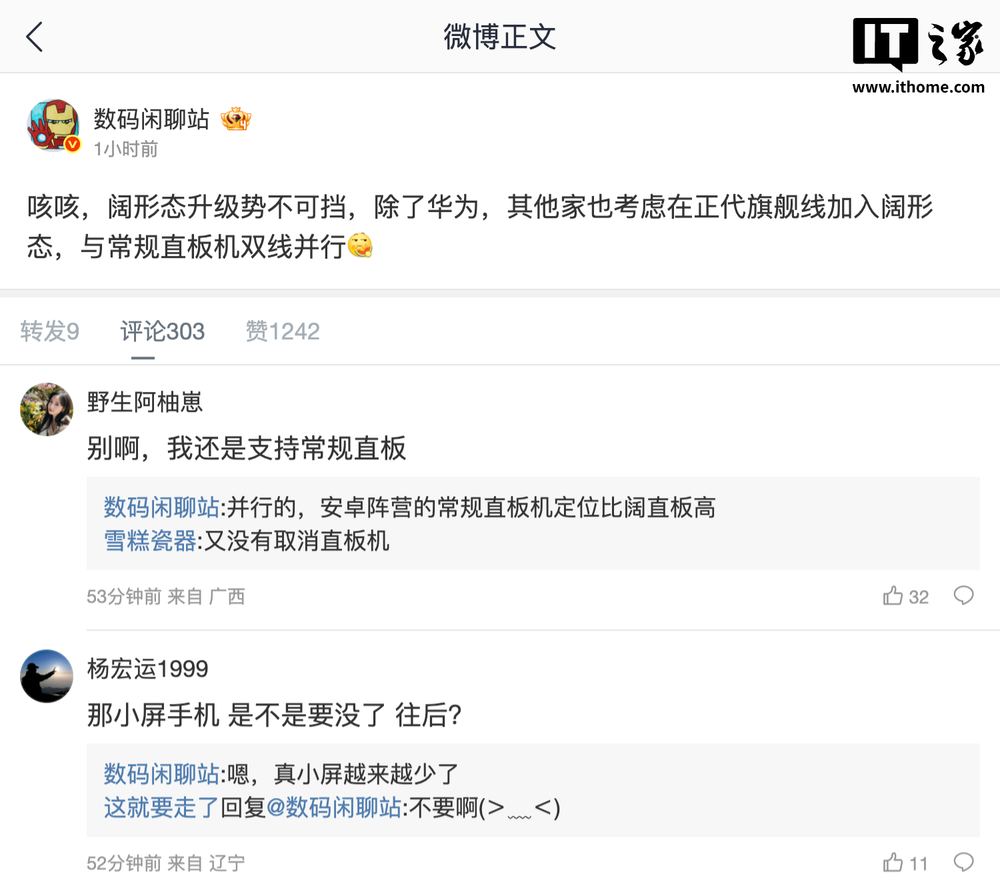 微博正文
IT之家
www.ithome.com
数码闲聊站
1小时前
咳咳，阔形态升级势不可挡，除了华为，其他家也考虑在正代旗舰线加入阔形
态，与常规直板机双线并行
转发9 评论303 赞1242
野生阿柚崽
别啊，我还是支持常规直板
数码闲聊站:并行的，安卓阵营的常规直板机定位比阔直板高
雪糕瓷器:又没有取消直板机
53分钟前 来自 广西 32
杨宏运1999
那小屏手机 是不是要没了 往后?
数码闲聊站:嗯，真小屏越来越少了
这就要走了回复@数码闲聊站:不要啊(＞﹏＜)
52分钟前 来自 辽宁 11